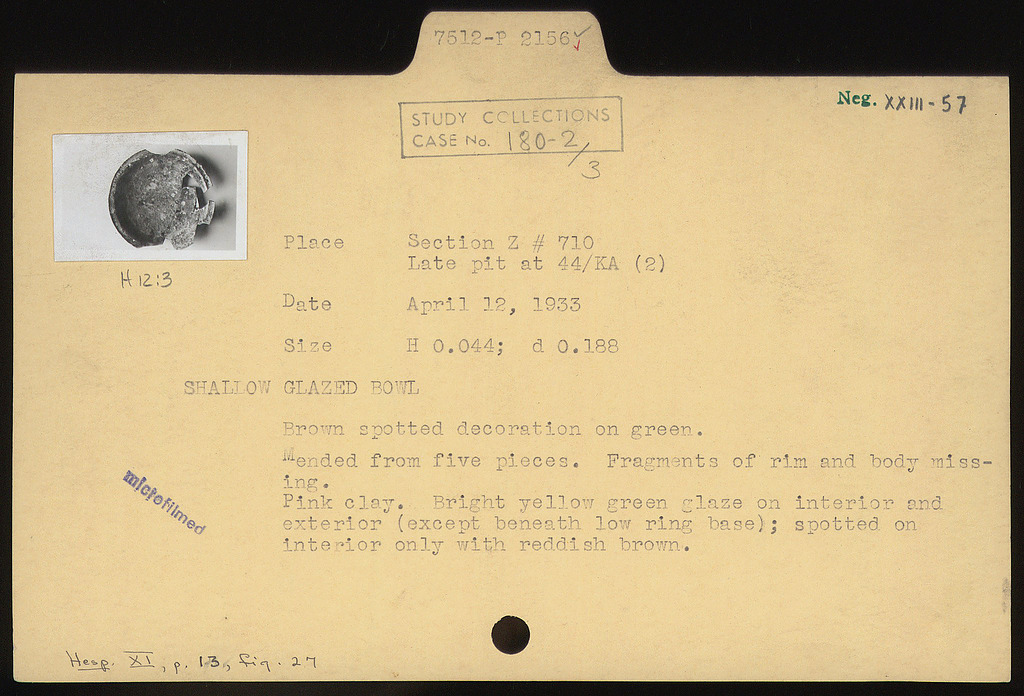 7512-P 2156
Neg. XXIII - 57
STUDY COLLECTIONS
CASE No. 180-2/3
H 12:3
Place Section Z # 710
Late pit at 44/KA (2)
Date April 12, 1933
Size H 0.044; d 0.188
SHALLOW GLAZED BOWL
Brown spotted decoration on green.
Mended from five pieces. Fragments of rim and body miss-
ing.
Pink clay. Bright yellow green glaze on interior and
exterior (except beneath low ring base); spotted on
interior only with reddish brown.
microfilmed
Hesp. XI, p. 13, fig. 27